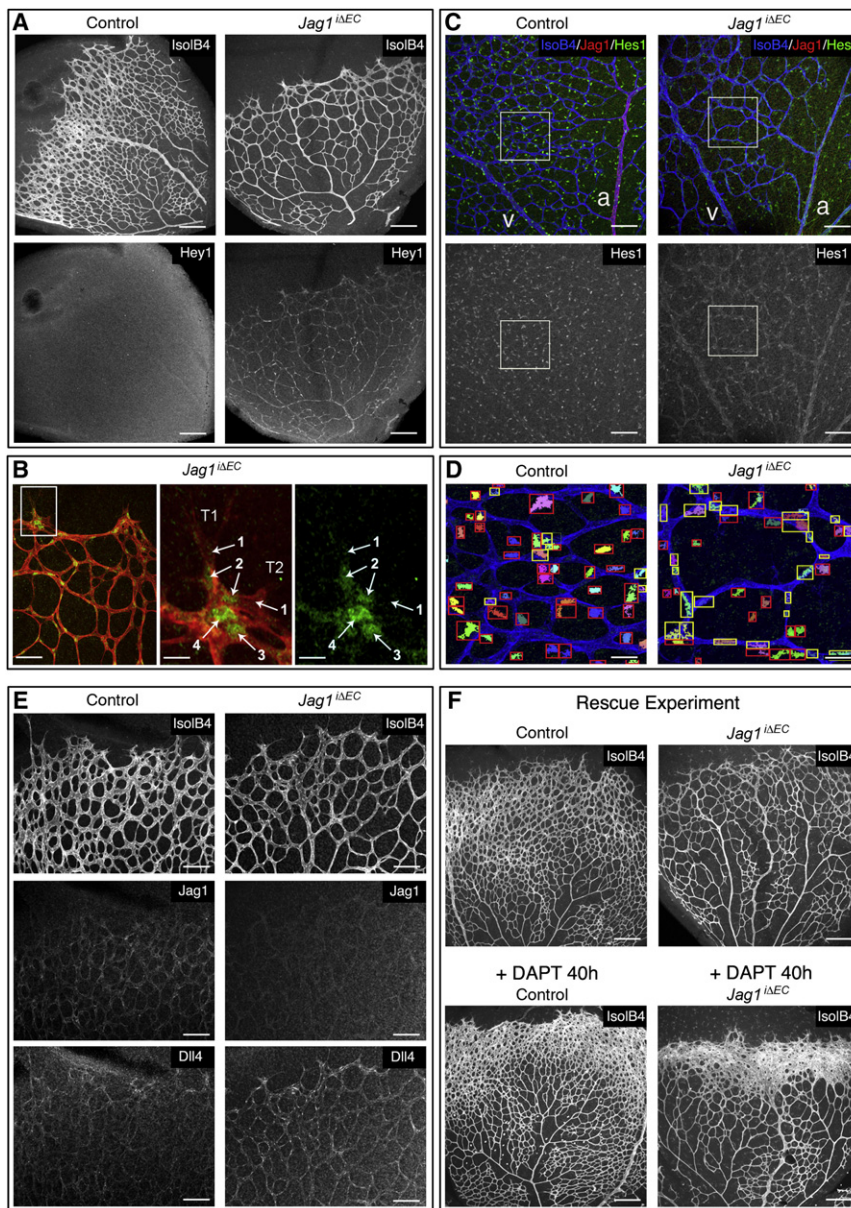 A
Control
Jag1 iΔEC
IsolB4
IsolB4
Hey1
Hey1
B
Jag1 iΔEC
T1
T2
1
2
1
4
3
1
2
1
4
3
C
Control
Jag1 iΔEC
IsoB4/Jag1/Hes1
IsoB4/Jag1/Hes
v
a
v
a
Hes1
Hes1
D
Control
Jag1 iΔEC
E
Control
Jag1 iΔEC
IsolB4
IsolB4
Jag1
Jag1
Dll4
Dll4
F
Rescue Experiment
Control
Jag1 iΔEC
IsolB4
IsolB4
+ DAPT 40h
Control
+ DAPT 40h
Jag1 iΔEC
IsolB4
IsolB4